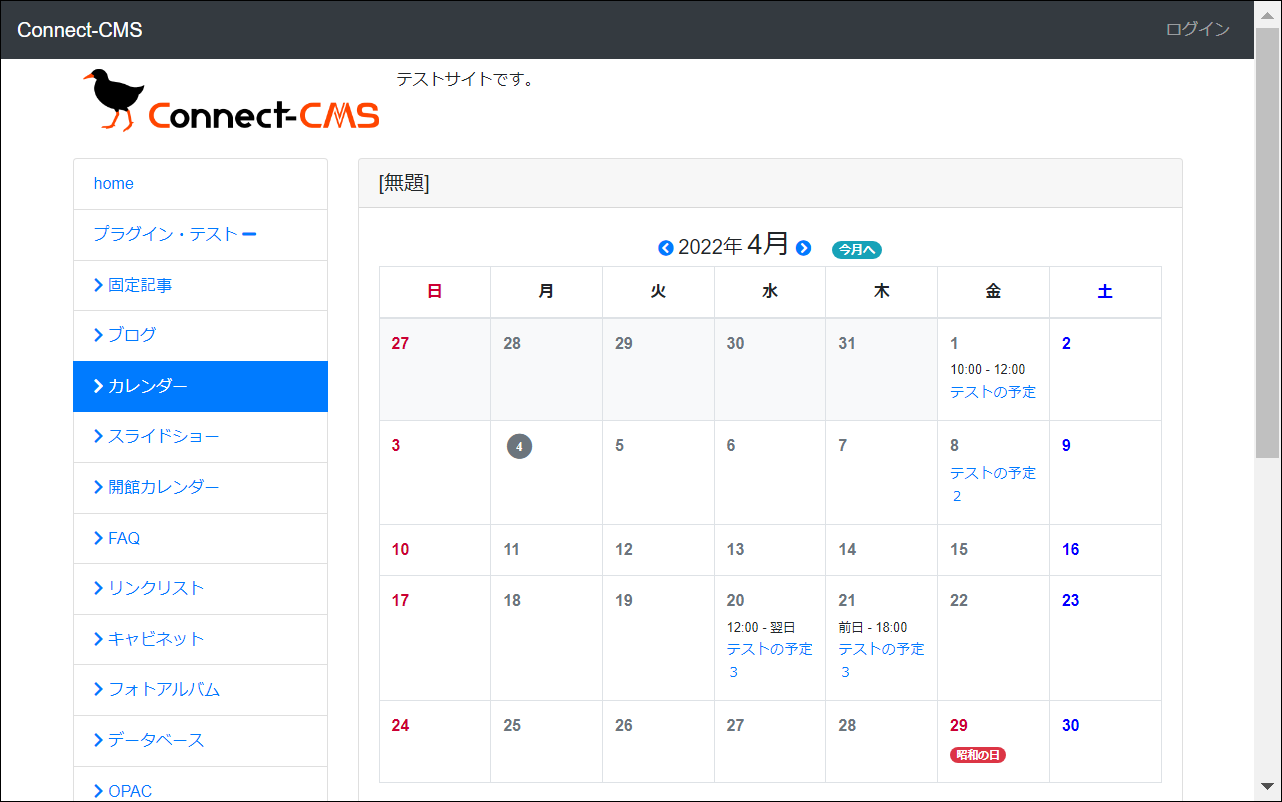 Connect-CMS
ログイン
Connect-CMS
テストサイトです。
home
プラグイン・テスト
固定記事
ブログ
カレンダー
スライドショー
開館カレンダー
FAQ
リンクリスト
キャビネット
フォトアルバム
データベース
OPAC
[無題]
2022年 4月 今月へ
日 月 火 水 木 金 土
27 28 29 30 31 1 2
10:00 - 12:00
テストの予定
3 4 5 6 7 8 9
テストの予定
２
10 11 12 13 14 15 16
17 18 19 20 21 22 23
12:00 - 翌日 前日 - 18:00
テストの予定 テストの予定
３ ３
24 25 26 27 28 29 30
昭和の日